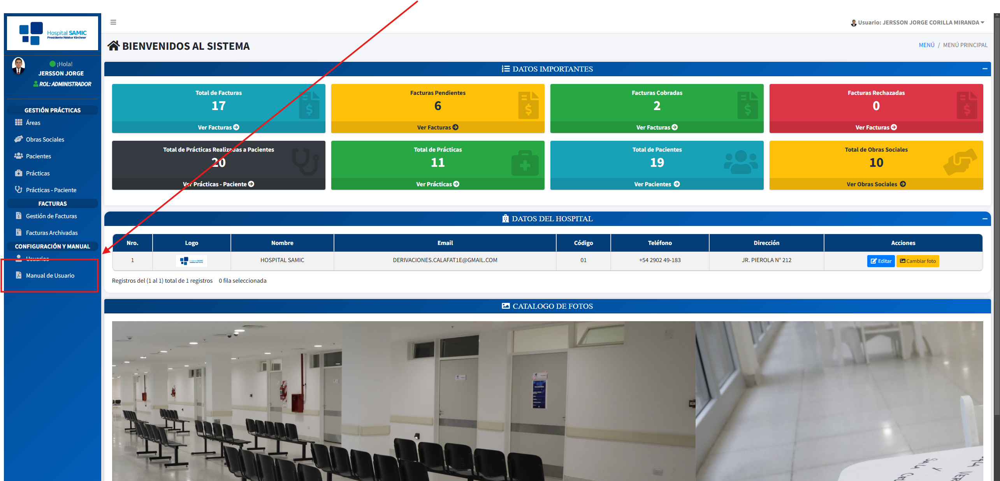 Hospital SAMIC
Presidente Néstor Kirchner
Usuario: JERSSON JORGE CORILLA MIRANDA
¡Hola!
JERSSON JORGE
ROL: ADMINISTRADOR
GESTIÓN PRÁCTICAS
Áreas
Obras Sociales
Pacientes
Prácticas
Prácticas - Paciente
FACTURAS
Gestión de Facturas
Facturas Archivadas
CONFIGURACIÓN Y MANUAL
Usuarios
Manual de Usuario
BIENVENIDOS AL SISTEMA
MENÚ / MENÚ PRINCIPAL
DATOS IMPORTANTES
Total de Facturas
17
Ver Facturas
Facturas Pendientes
6
Ver Facturas
Facturas Cobradas
2
Ver Facturas
Facturas Rechazadas
0
Ver Facturas
Total de Prácticas Realizadas a Pacientes
20
Ver Prácticas - Paciente
Total de Prácticas
11
Ver Prácticas
Total de Pacientes
19
Ver Pacientes
Total de Obras Sociales
10
Ver Obras Sociales
DATOS DEL HOSPITAL
Nro. Logo Nombre Email Código Teléfono Dirección Acciones
1 Hospital SAMIC HOSPITAL SAMIC DERIVACIONES.CALAFAT1E@GMAIL.COM 01 +54 2902 49-183 JR. PIEROLA N° 212 Editar Cambiar foto
Registros del (1 al 1) total de 1 registros 0 fila seleccionada
CATALOGO DE FOTOS